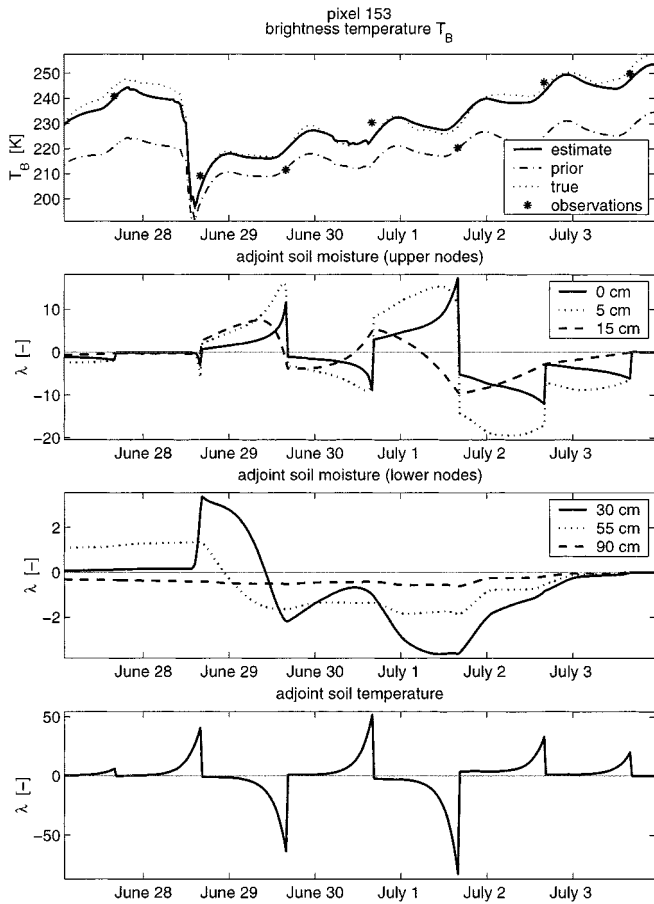 pixel 153
brightness temperature T_B
T_B [K]
250
240
230
220
210
200
estimate
prior
true
observations
June 28 June 29 June 30 July 1 July 2 July 3
adjoint soil moisture (upper nodes)
λ [-]
10
0
-10
-20
0 cm
5 cm
15 cm
June 28 June 29 June 30 July 1 July 2 July 3
adjoint soil moisture (lower nodes)
λ [-]
2
0
-2
30 cm
55 cm
90 cm
June 28 June 29 June 30 July 1 July 2 July 3
adjoint soil temperature
λ [-]
50
0
-50
June 28 June 29 June 30 July 1 July 2 July 3